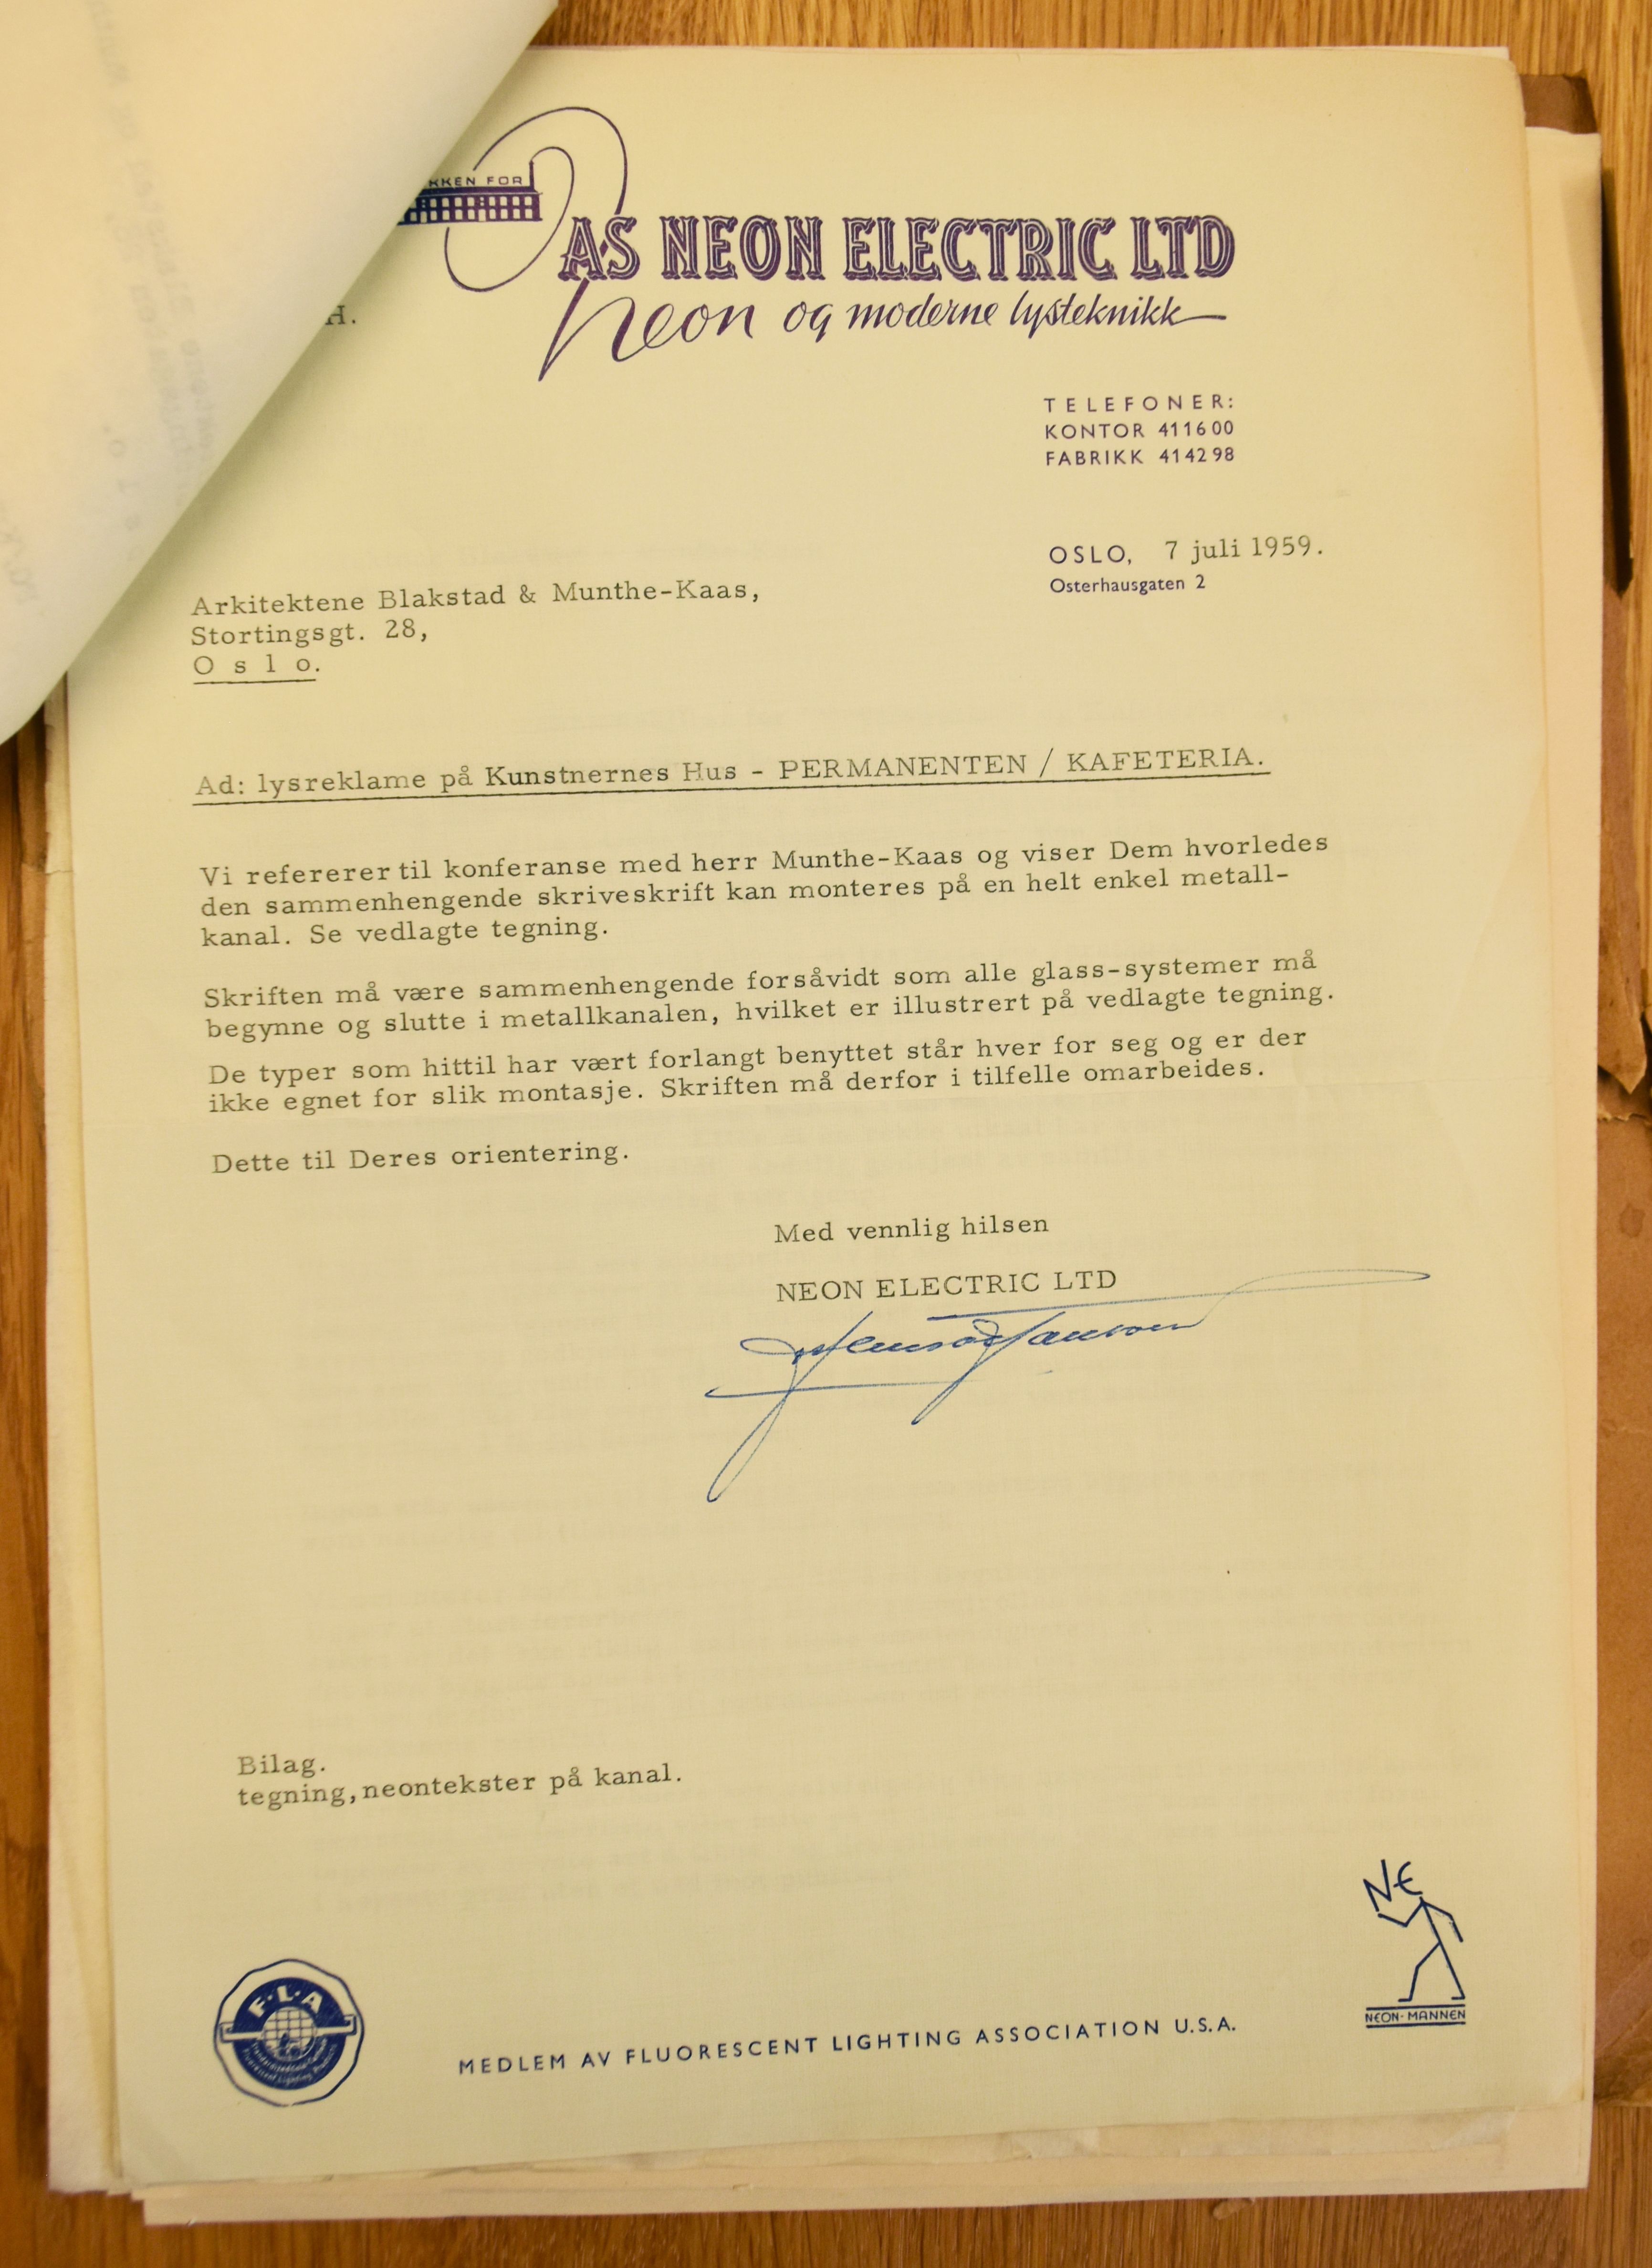 KKEN FOR
AS NEON ELECTRIC LTD
Neon og moderne lysteknikk
H.
TELEFONER:
KONTOR 411600
FABRIKK 414298
OSLO, 7 juli 1959.
Osterhausgaten 2
Arkitektene Blakstad & Munthe-Kaas,
Stortingsgt. 28,
O s l o.
Ad: lysreklame på Kunstnernes Hus - PERMANENTEN / KAFETERIA.
Vi refererer til konferanse med herr Munthe-Kaas og viser Dem hvorledes
den sammenhengende skriveskrift kan monteres på en helt enkel metall-
kanal. Se vedlagte tegning.
Skriften må være sammenhengende forsåvidt som alle glass-systemer må
begynne og slutte i metallkanalen, hvilket er illustrert på vedlagte tegning.
De typer som hittil har vært forlangt benyttet står hver for seg og er der
ikke egnet for slik montasje. Skriften må derfor i tilfelle omarbeides.
Dette til Deres orientering.
Med vennlig hilsen
NEON ELECTRIC LTD
Bilag.
tegning, neontekster på kanal.
NE
NEON-MANNEN
F.L.A
MEDLEM AV FLUORESCENT LIGHTING ASSOCIATION U.S.A.